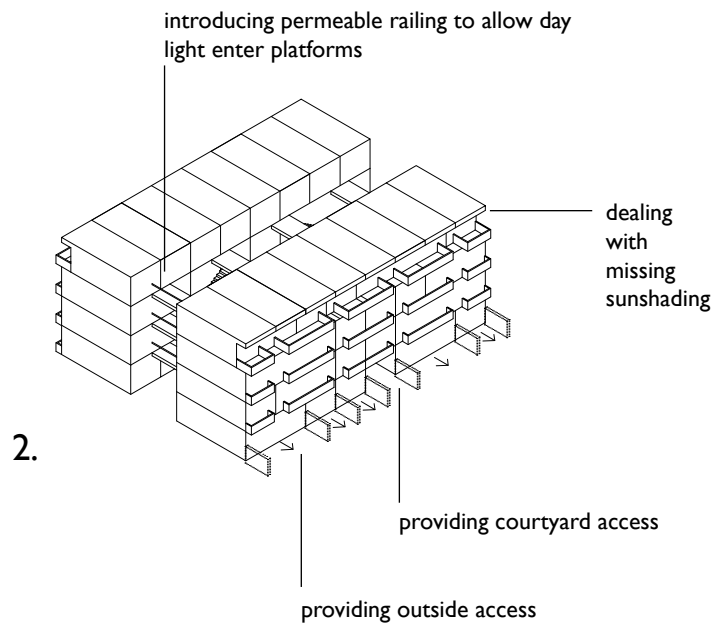 introducing permeable railing to allow day
light enter platforms
dealing
with
missing
sunshading
2.
providing courtyard access
providing outside access